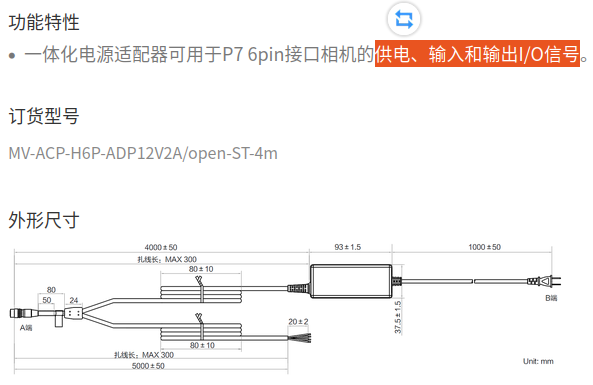 功能特性
• 一体化电源适配器可用于P7 6pin接口相机的供电、输入和输出I/O信号。
订货型号
MV-ACP-H6P-ADP12V2A/open-ST-4m
外形尺寸
4000±50
93±1.5
1000±50
扎线长：MAX 300
80±10
80
50
24
A端
B端
37.5±1.5
20±2
80±10
扎线长：MAX 300
5000±50
Unit: mm